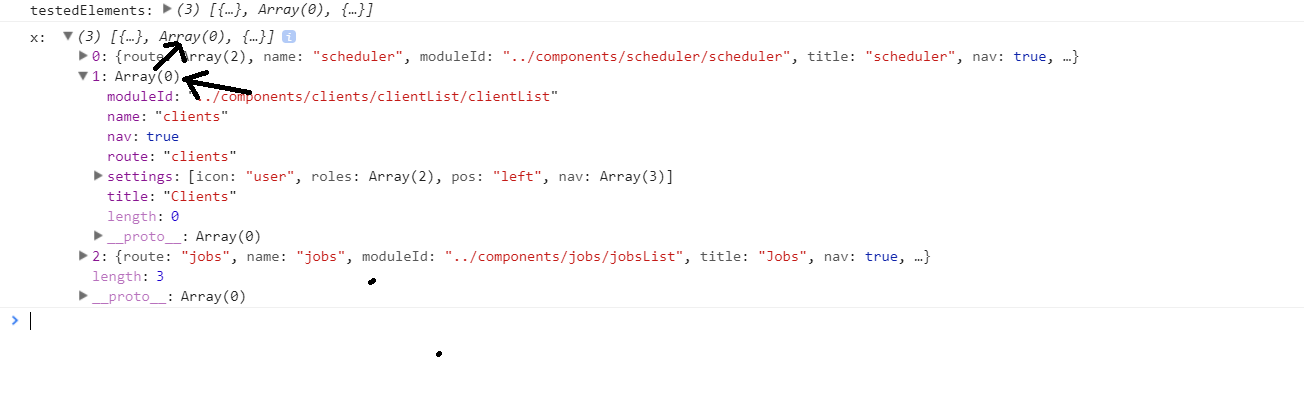 testedElements: ▶ (3) [{…}, Array(0), {…}]
x: ▼ (3) [{…}, Array(0), {…}] i
▶ 0: {route: Array(2), name: "scheduler", moduleId: "../components/scheduler/scheduler", title: "scheduler", nav: true, …}
▼ 1: Array(0)
moduleId: "../components/clients/clientList/clientList"
name: "clients"
nav: true
route: "clients"
▶ settings: [icon: "user", roles: Array(2), pos: "left", nav: Array(3)]
title: "Clients"
length: 0
▶ __proto__: Array(0)
▶ 2: {route: "jobs", name: "jobs", moduleId: "../components/jobs/jobsList", title: "Jobs", nav: true, …}
length: 3
▶ __proto__: Array(0)
>